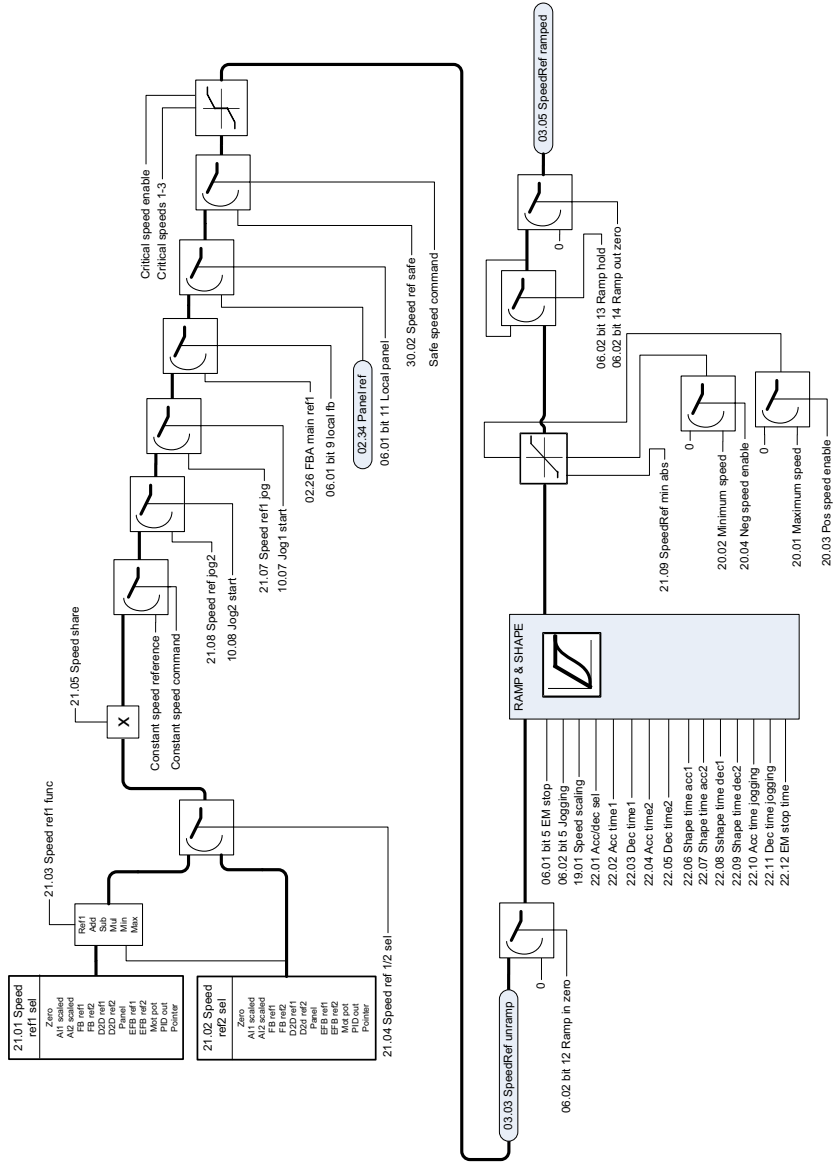 21.01 Speed
ref1 sel
Zero
AI1 scaled
AI2 scaled
FB ref1
FB ref2
D2D ref1
D2D ref2
Panel
EFB ref1
EFB ref2
Mot pot
PID out
Pointer
21.02 Speed
ref2 sel
Zero
AI1 scaled
AI2 scaled
FB ref1
FB ref2
D2D ref1
D2d ref2
Panel
EFB ref1
EFB ref2
Mot pot
PID out
Pointer
21.03 Speed ref1 func
Ref1
Add
Sub
Mul
Min
Max
21.04 Speed ref 1/2 sel
21.05 Speed share
X
Constant speed reference
Constant speed command
21.08 Speed ref jog2
10.08 Jog2 start
21.07 Speed ref1 jog
10.07 Jog1 start
02.26 FBA main ref1
06.01 bit 9 local fb
02.34 Panel ref
06.01 bit 11 Local panel
30.02 Speed ref safe
Safe speed command
Critical speed enable
Critical speeds 1-3
03.03 SpeedRef unramp
0
06.02 bit 12 Ramp in zero
06.01 bit 5 EM stop
06.02 bit 5 Jogging
19.01 Speed scaling
22.01 Acc/dec sel
22.02 Acc time1
22.03 Dec time1
22.04 Acc time2
22.05 Dec time2
22.06 Shape time acc1
22.07 Shape time acc2
22.08 Sshape time dec1
22.09 Shape time dec2
22.10 Acc time jogging
22.11 Dec time jogging
22.12 EM stop time
RAMP & SHAPE
21.09 SpeedRef min abs
0
20.02 Minimum speed
20.04 Neg speed enable
0
20.01 Maximum speed
20.03 Pos speed enable
06.02 bit 13 Ramp hold
06.02 bit 14 Ramp out zero
0
03.05 SpeedRef ramped